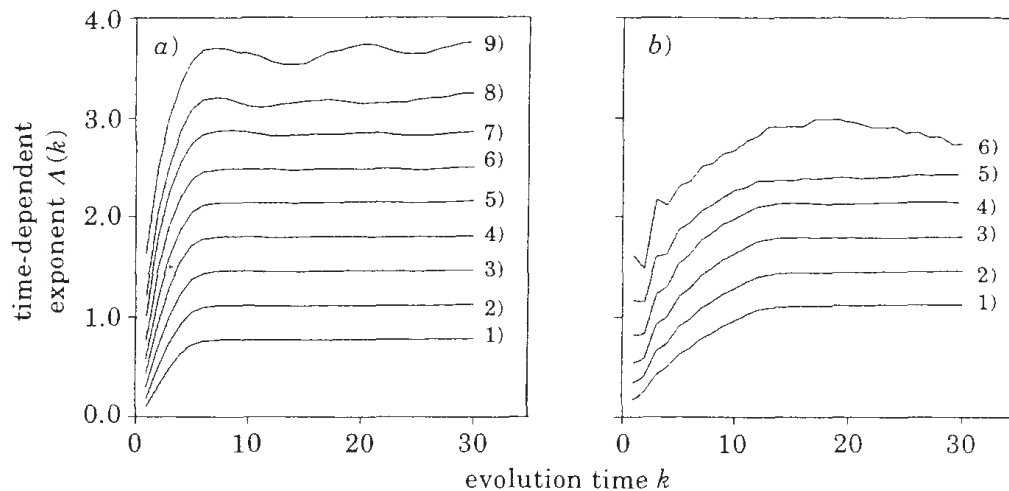 4.0
3.0
2.0
1.0
0.0
time-dependent
exponent Λ(k)
a)
9)
8)
7)
6)
5)
4)
3)
2)
1)
0 10 20 30
b)
6)
5)
4)
3)
2)
1)
0 10 20 30
evolution time k